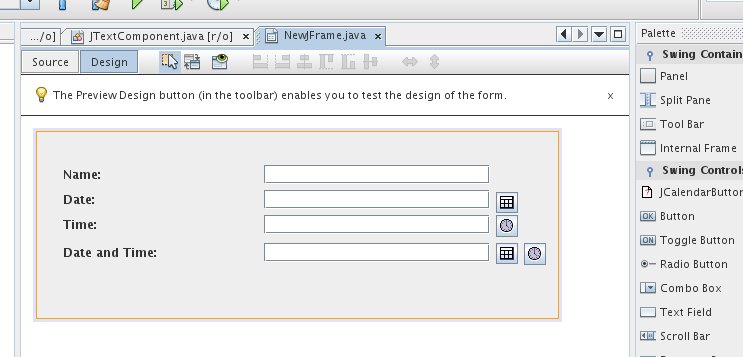 .../o] JTextComponent.java [r/o] x NewJFrame.java x
Source Design
The Preview Design button (in the toolbar) enables you to test the design of the form. x
Name:
Date:
Time:
Date and Time:
Palette
Swing Contain
Panel
Split Pane
Tool Bar
Internal Frame
Swing Controls
JCalendarButton
OK Button
ON Toggle Button
Radio Button
Combo Box
Text Field
Scroll Bar